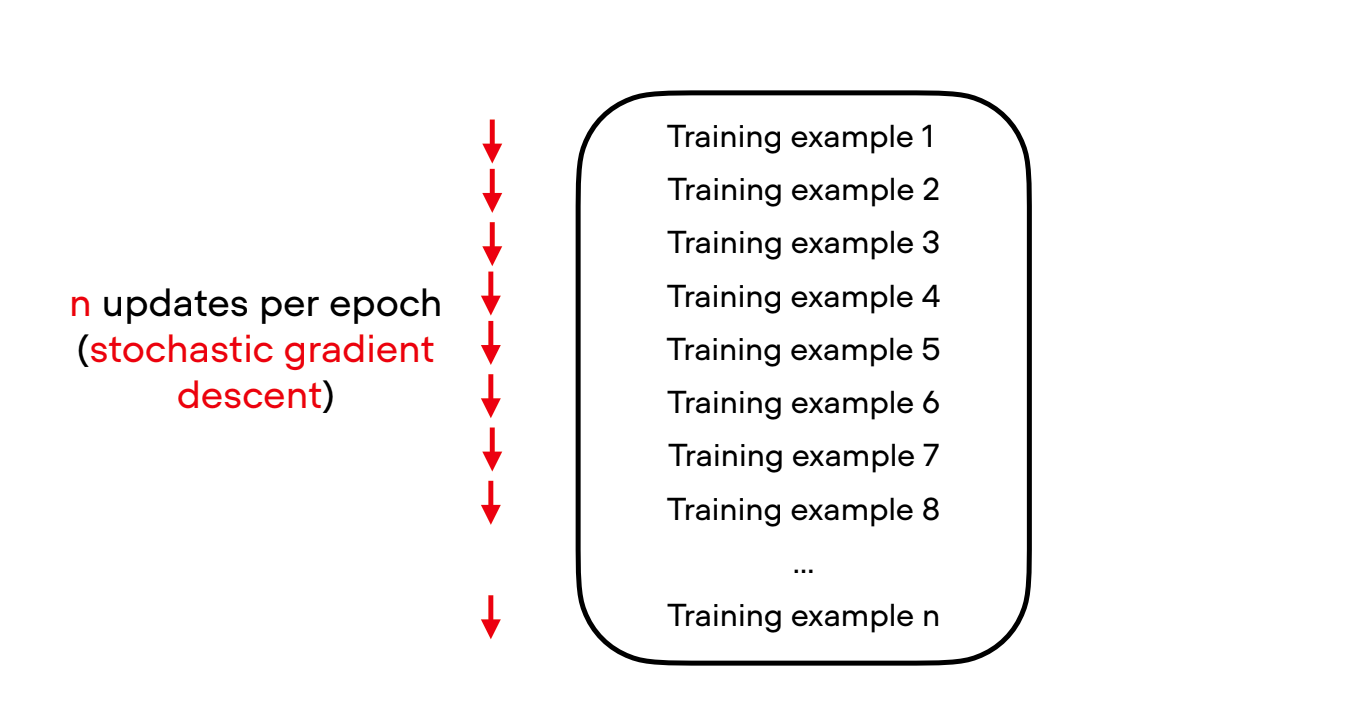 n updates per epoch
(stochastic gradient
descent)
Training example 1
Training example 2
Training example 3
Training example 4
Training example 5
Training example 6
Training example 7
Training example 8
...
Training example n